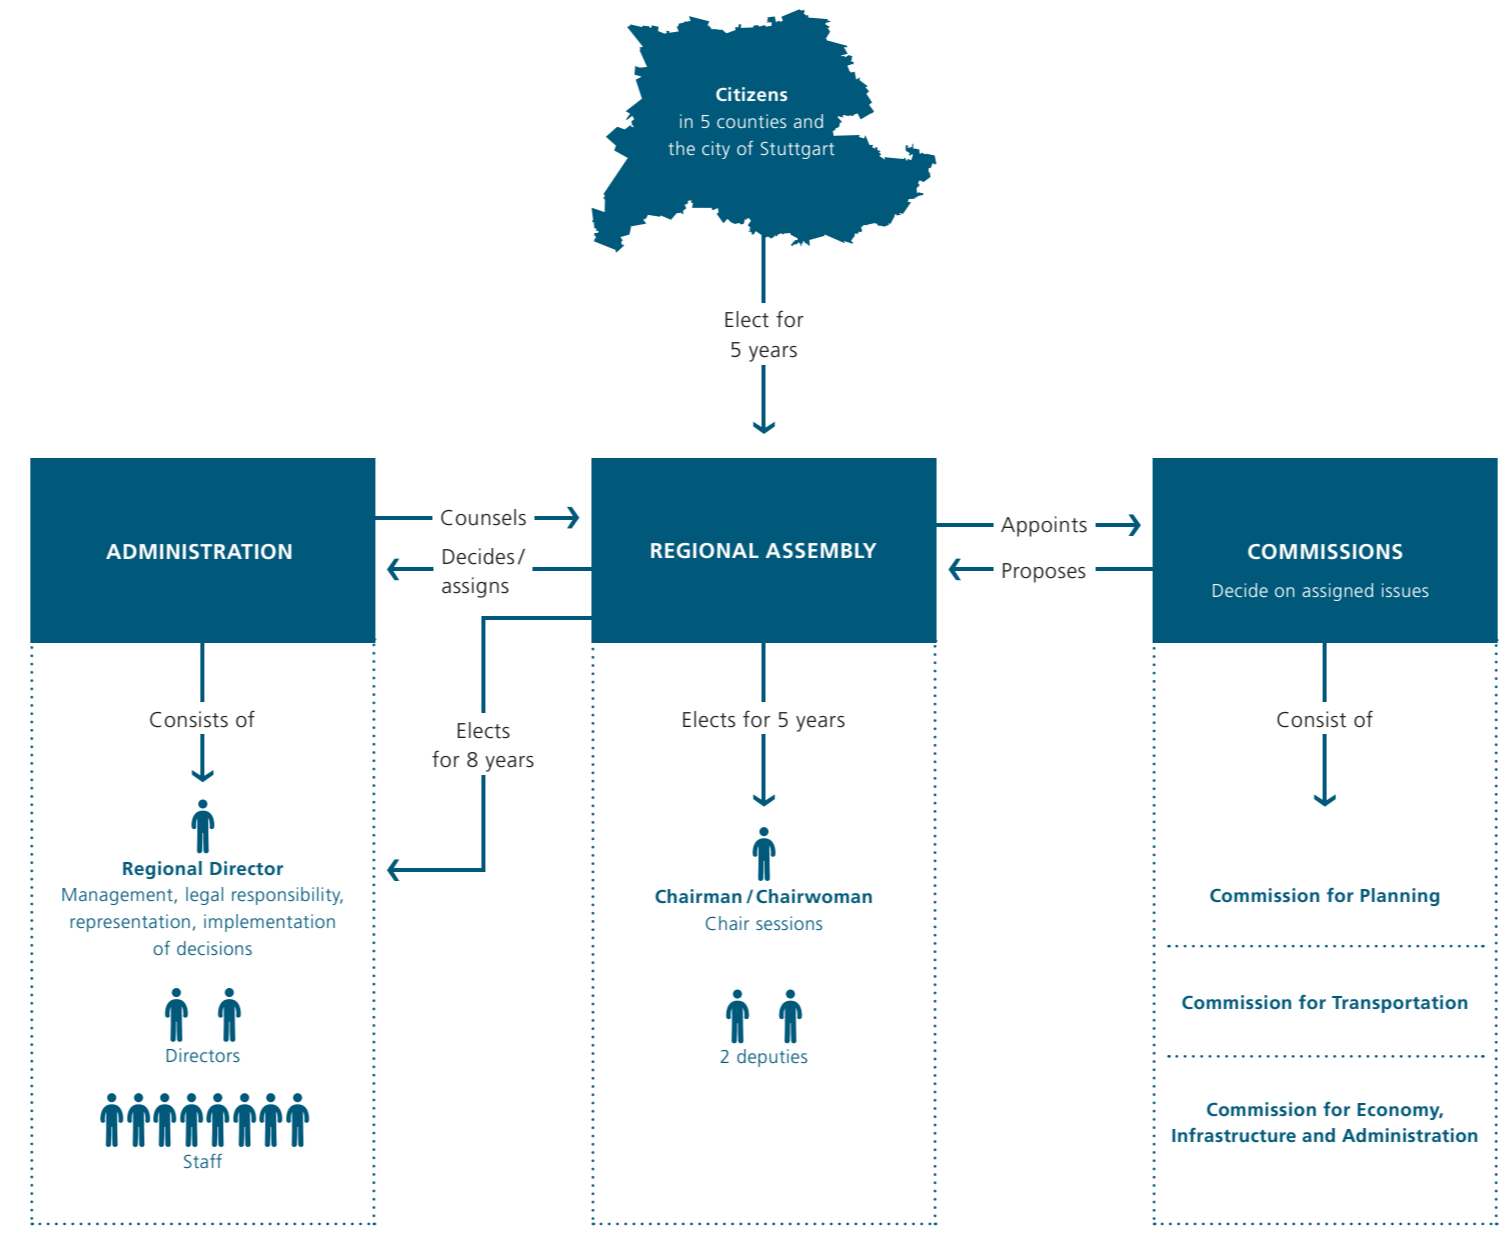 Citizens
in 5 counties and
the city of Stuttgart
Elect for
5 years
ADMINISTRATION
Counsels
Decides/
assigns
REGIONAL ASSEMBLY
Appoints
Proposes
COMMISSIONS
Decide on assigned issues
Consists of
Elects
for 8 years
Elects for 5 years
Consist of
Regional Director
Management, legal responsibility,
representation, implementation
of decisions
Directors
Staff
Chairman / Chairwoman
Chair sessions
2 deputies
Commission for Planning
Commission for Transportation
Commission for Economy,
Infrastructure and Administration